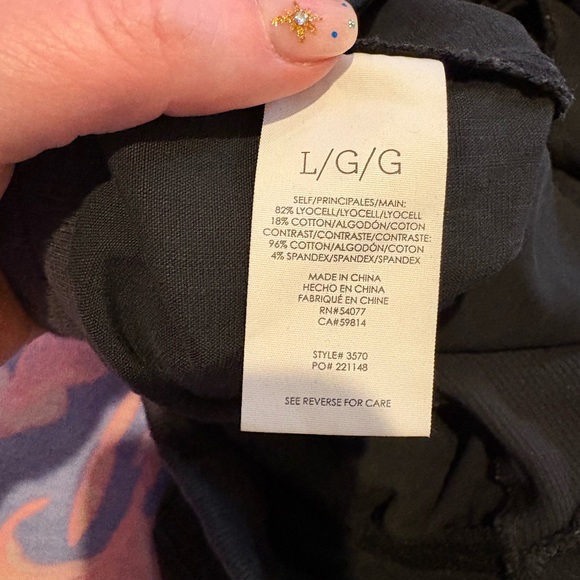 L/G/G
SELF/PRINCIPALES/MAIN:
82% LYOCELL/LYOCELL/LYOCELL
18% COTTON/ALGODÓN/COTON
CONTRAST/CONTRASTE/CONTRASTE:
96% COTTON/ALGODÓN/COTON
4% SPANDEX/SPANDEX/SPANDEX
MADE IN CHINA
HECHO EN CHINA
FABRIQUÉ EN CHINE
RN#54077
CA#59814
STYLE# 3570
PO# 221148
SEE REVERSE FOR CARE